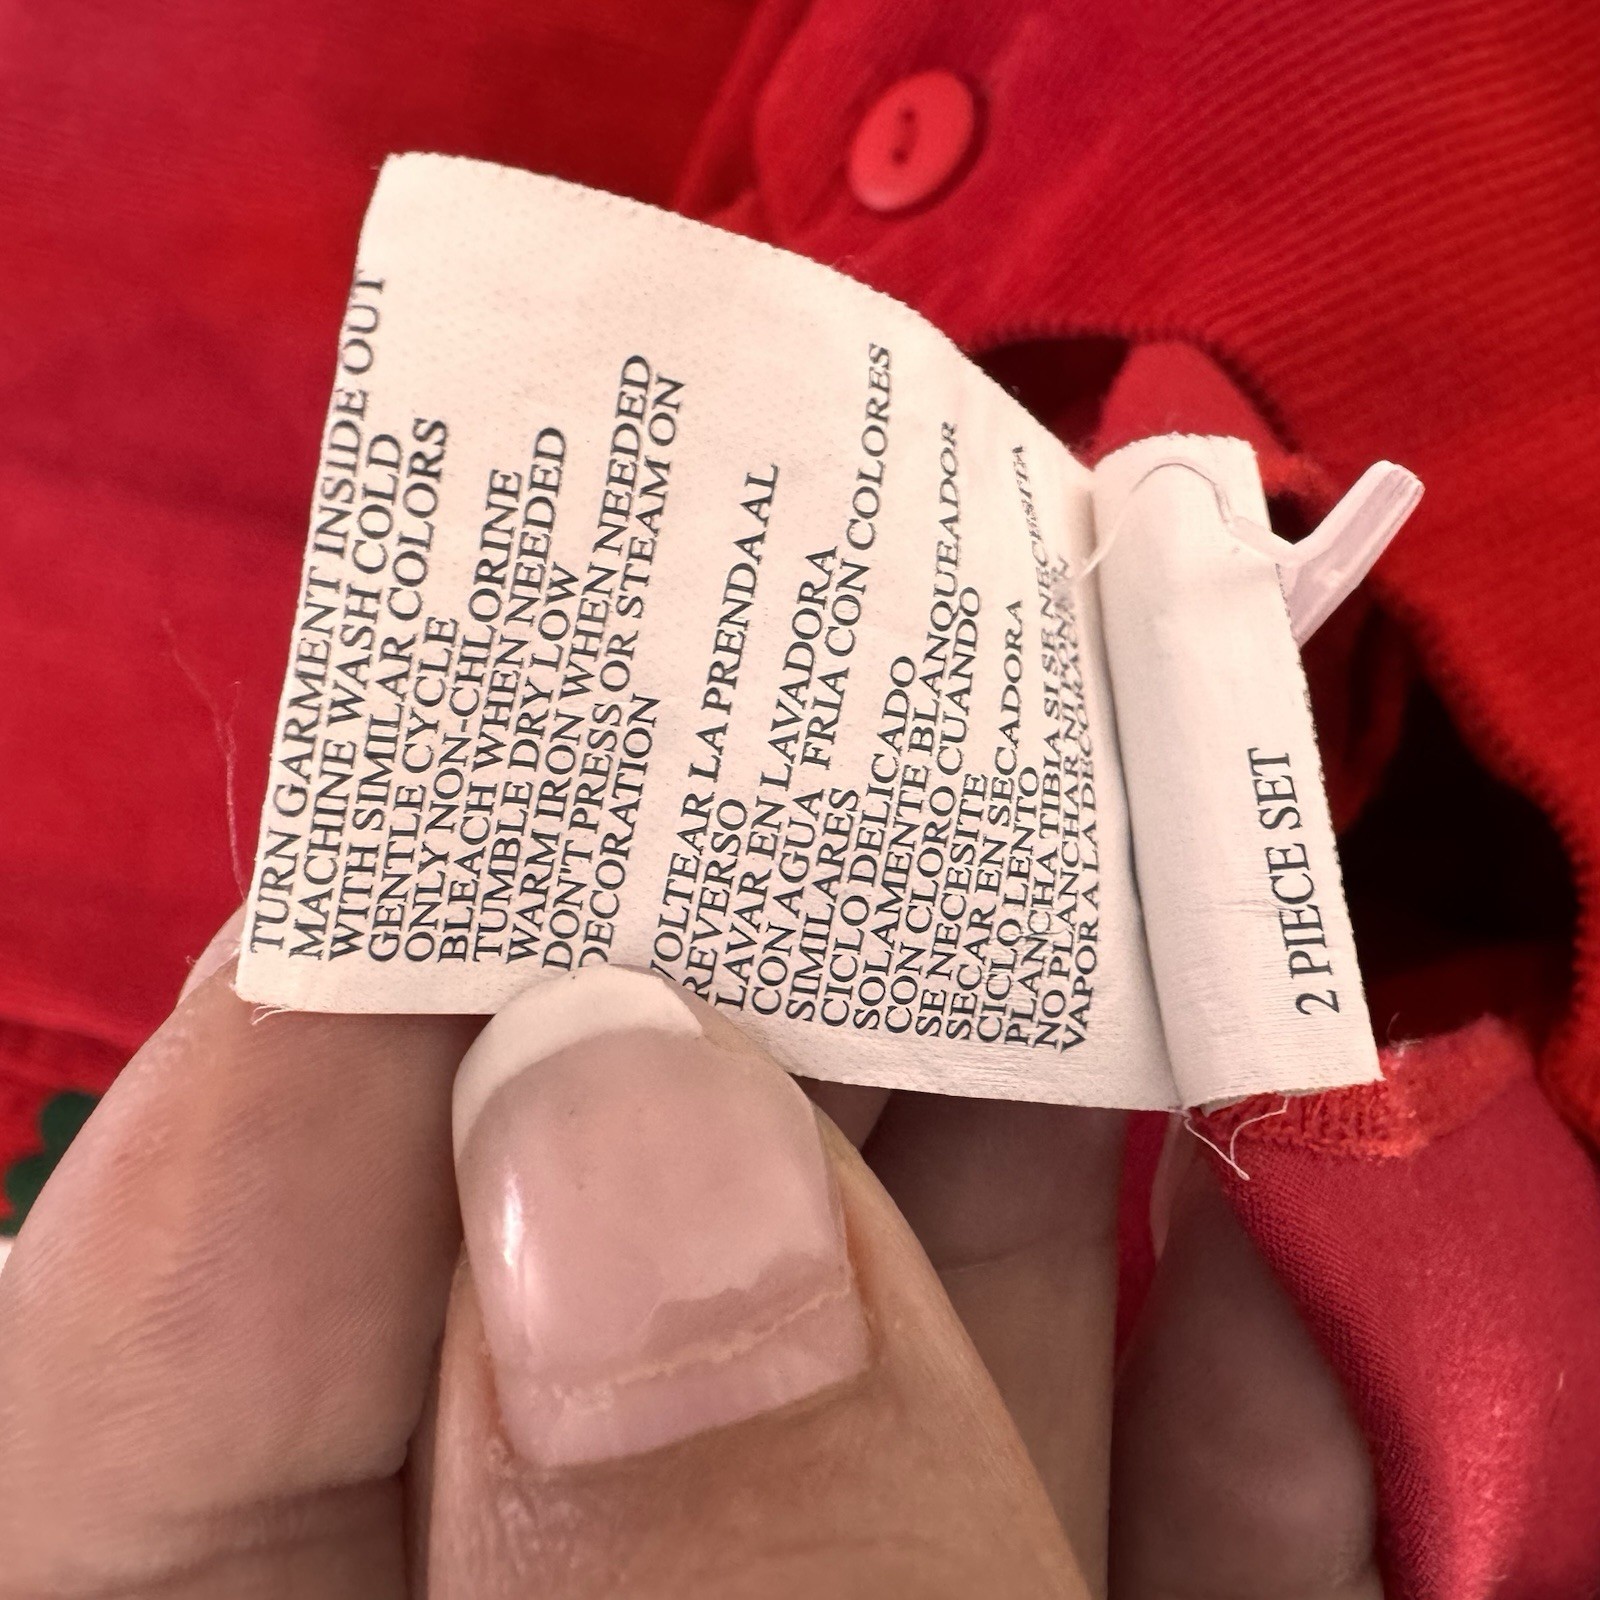 TURN GARMENT INSIDE OUT
MACHINE WASH COLD
WITH SIMILAR COLORS
GENTLE CYCLE
ONLY NON-CHLORINE
BLEACH WHEN NEEDED
TUMBLE DRY LOW
WARM IRON WHEN NEEDED
DON'T PRESS OR STEAM ON
DECORATION
VOLTEAR LA PRENDA AL
REVERSO
LAVAR EN LAVADORA
CON AGUA FRIA CON COLORES
SIMILARES
CICLO DELICADO
SOLAMENTE BLANQUEADOR
CON CLORO CUANDO
SE NECESITE
SECAR EN SECADORA
CICLO LENTO
PLANCHA TIBIA SI SE NECESITA
NO PLANCHAR NI PONER
VAPOR A LA DECORACION
2 PIECE SET